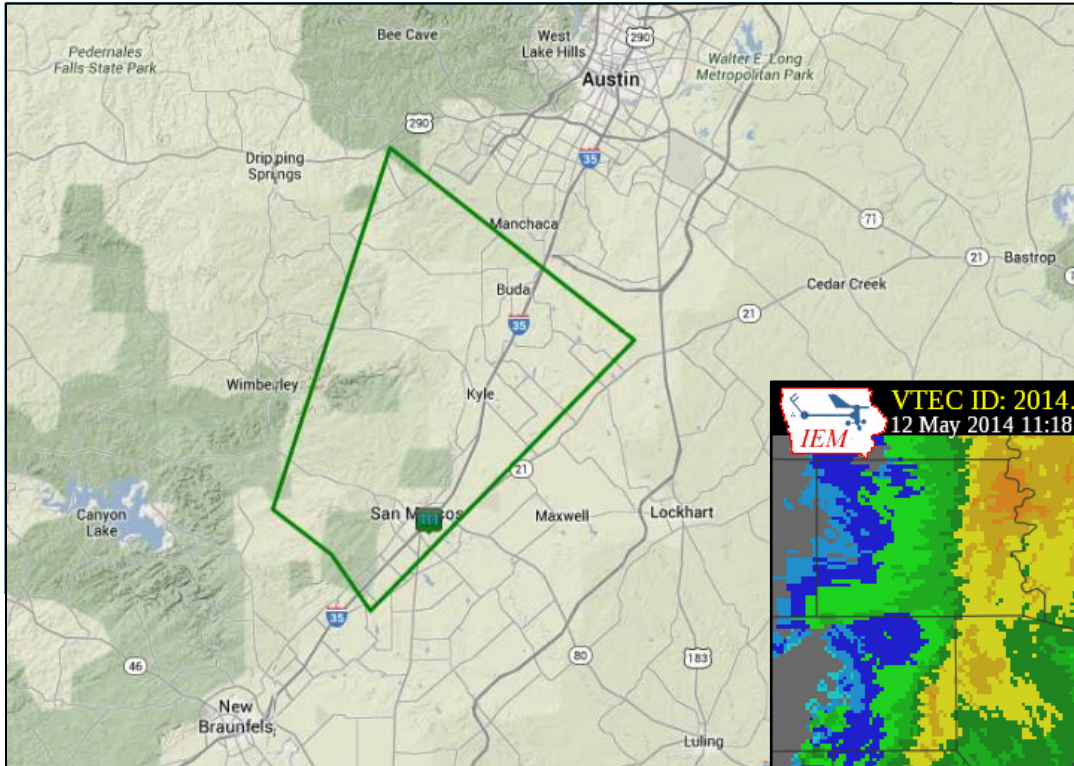 Pedernales
Falls State Park
Bee Cave
West
Lake Hills
290
Walter E. Long
Metropolitan Park
Austin
290
Dripping
Springs
35
Manchaca
71
21
Bastrop
Buda
Cedar Creek
21
35
Wimberley
Kyle
VTEC ID: 2014.
12 May 2014 11:18
IEM
21
San Marcos
Maxwell
Lockhart
Canyon
Lake
35
46
80
183
New
Braunfels
Luling